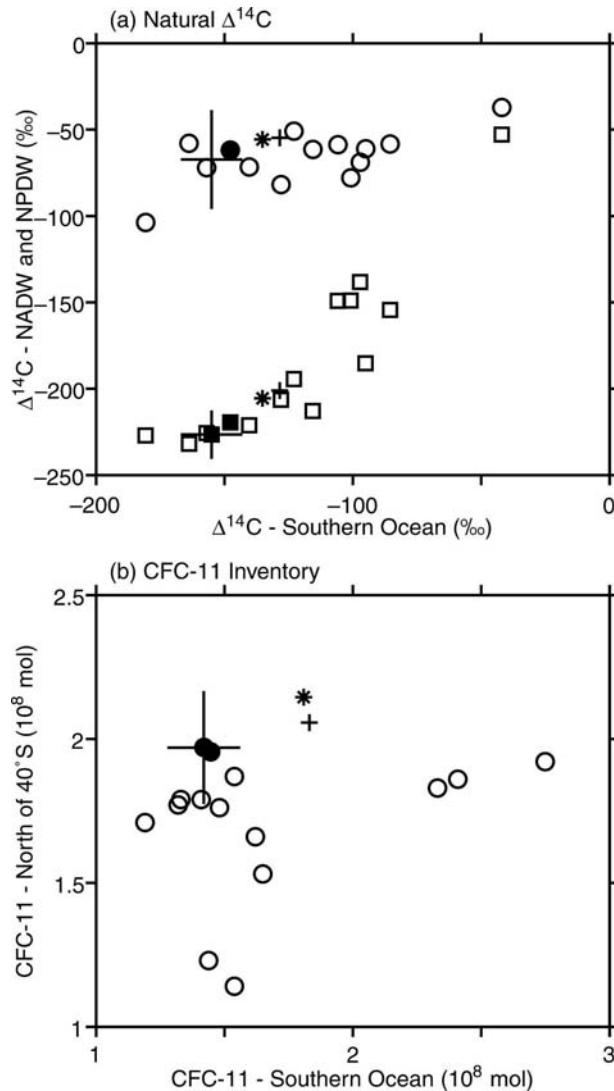 (a) Natural Δ¹⁴C
0
−50
−100
−150
−200
−250
Δ¹⁴C - NADW and NPDW (‰)
−200
−100
0
Δ¹⁴C - Southern Ocean (‰)
(b) CFC-11 Inventory
2.5
2
1.5
1
CFC-11 - North of 40°S (10⁸ mol)
1
2
3
CFC-11 - Southern Ocean (10⁸ mol)